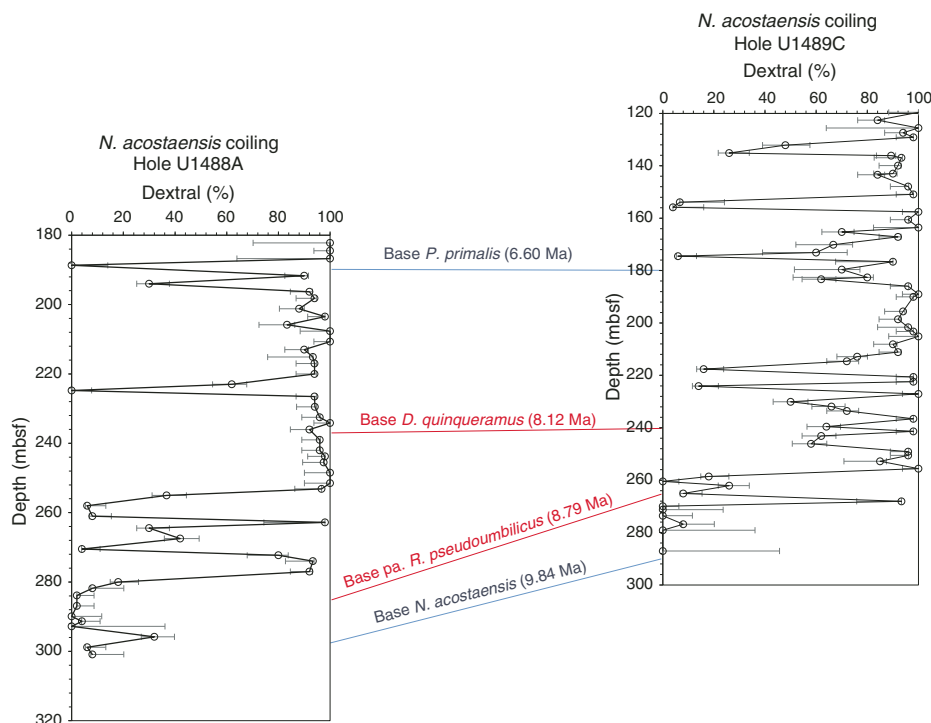 N. acostaensis coiling
Hole U1488A
Dextral (%)
0 20 40 60 80 100
180
200
220
240
260
280
300
320
Depth (mbsf)
N. acostaensis coiling
Hole U1489C
Dextral (%)
0 20 40 60 80 100
120
140
160
180
200
220
240
260
280
300
Depth (mbsf)
Base P. primalis (6.60 Ma)
Base D. quinqueramus (8.12 Ma)
Base pa. R. pseudoumbilicus (8.79 Ma)
Base N. acostaensis (9.84 Ma)